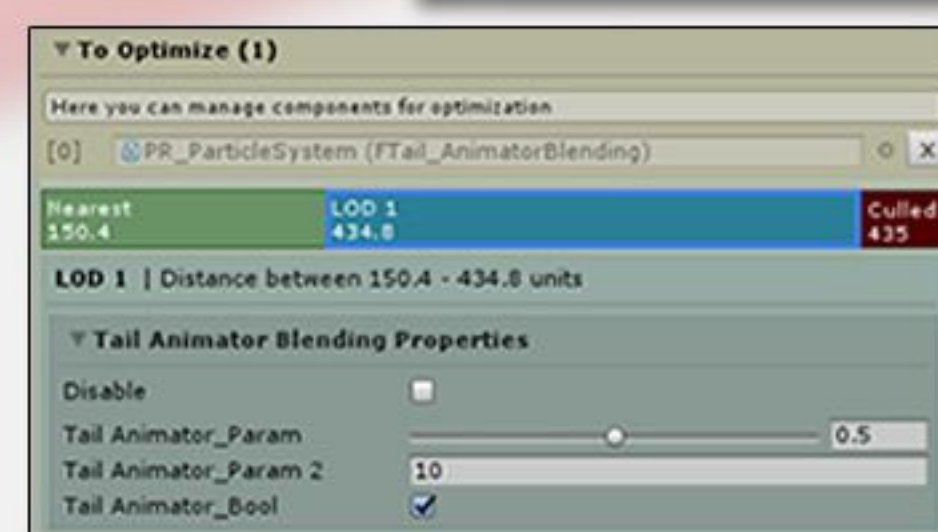 To Optimize (1)
Here you can manage components for optimization
[0] PR_ParticleSystem (FTail_AnimatorBlending) X
Nearest LOD 1 Culled
150.4 434.8 435
LOD 1 | Distance between 150.4 - 434.8 units
Tail Animator Blending Properties
Disable
Tail Animator_Param 0.5
Tail Animator_Param 2 10
Tail Animator_Bool